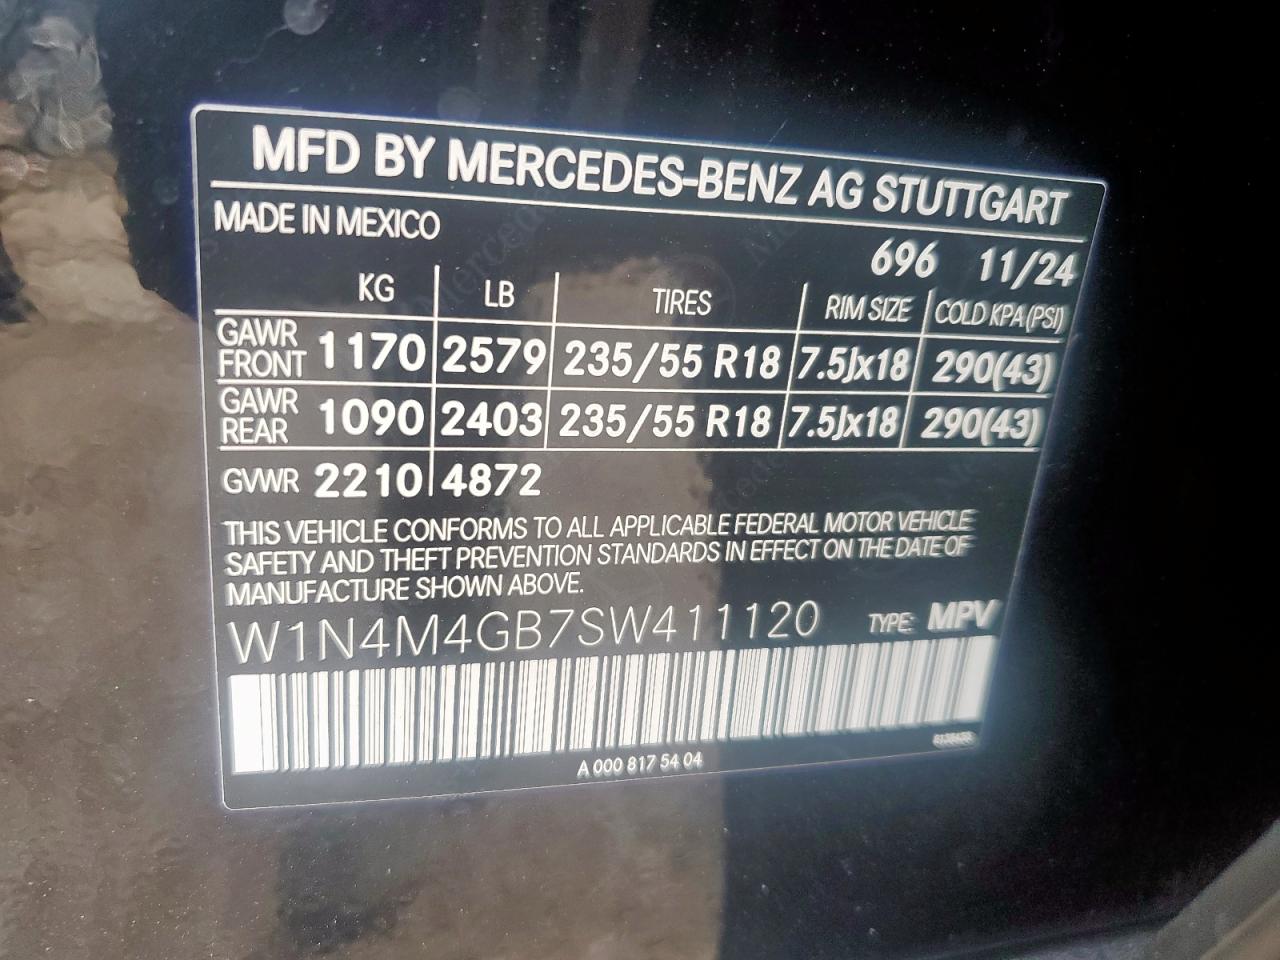 MFD BY MERCEDES-BENZ AG STUTTGART
MADE IN MEXICO
696 11/24
KG LB TIRES RIM SIZE COLD KPA (PSI)
GAWR FRONT 1170 2579 235/55 R18 7.5Jx18 290(43)
GAWR REAR 1090 2403 235/55 R18 7.5Jx18 290(43)
GVWR 2210 4872
THIS VEHICLE CONFORMS TO ALL APPLICABLE FEDERAL MOTOR VEHICLE
SAFETY AND THEFT PREVENTION STANDARDS IN EFFECT ON THE DATE OF
MANUFACTURE SHOWN ABOVE.
W1N4M4GB7SW411120 TYPE: MPV
A 000 817 54 04